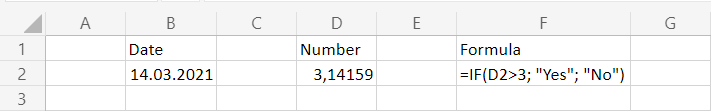 A B C D E F G
1 Date Number Formula
2 14.03.2021 3,14159 =IF(D2>3; "Yes"; "No")
3